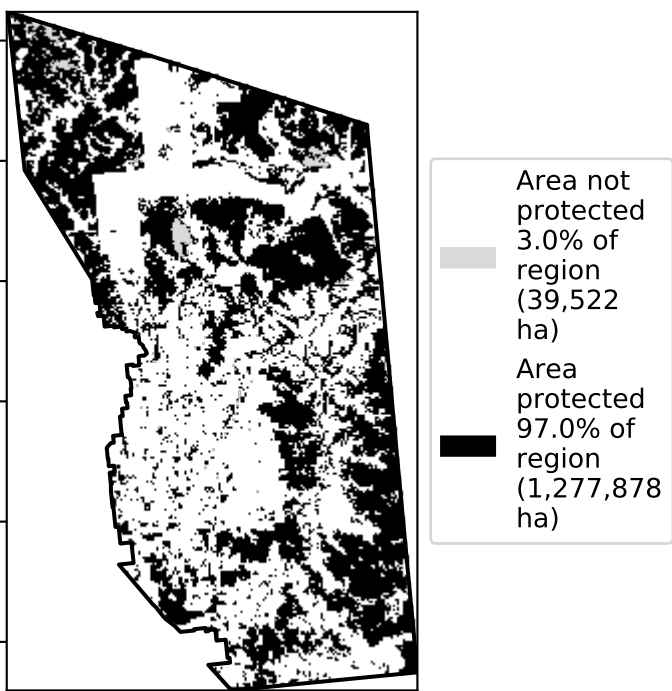 Area not
protected
3.0% of
region
(39,522
ha)
Area
protected
97.0% of
region
(1,277,878
ha)